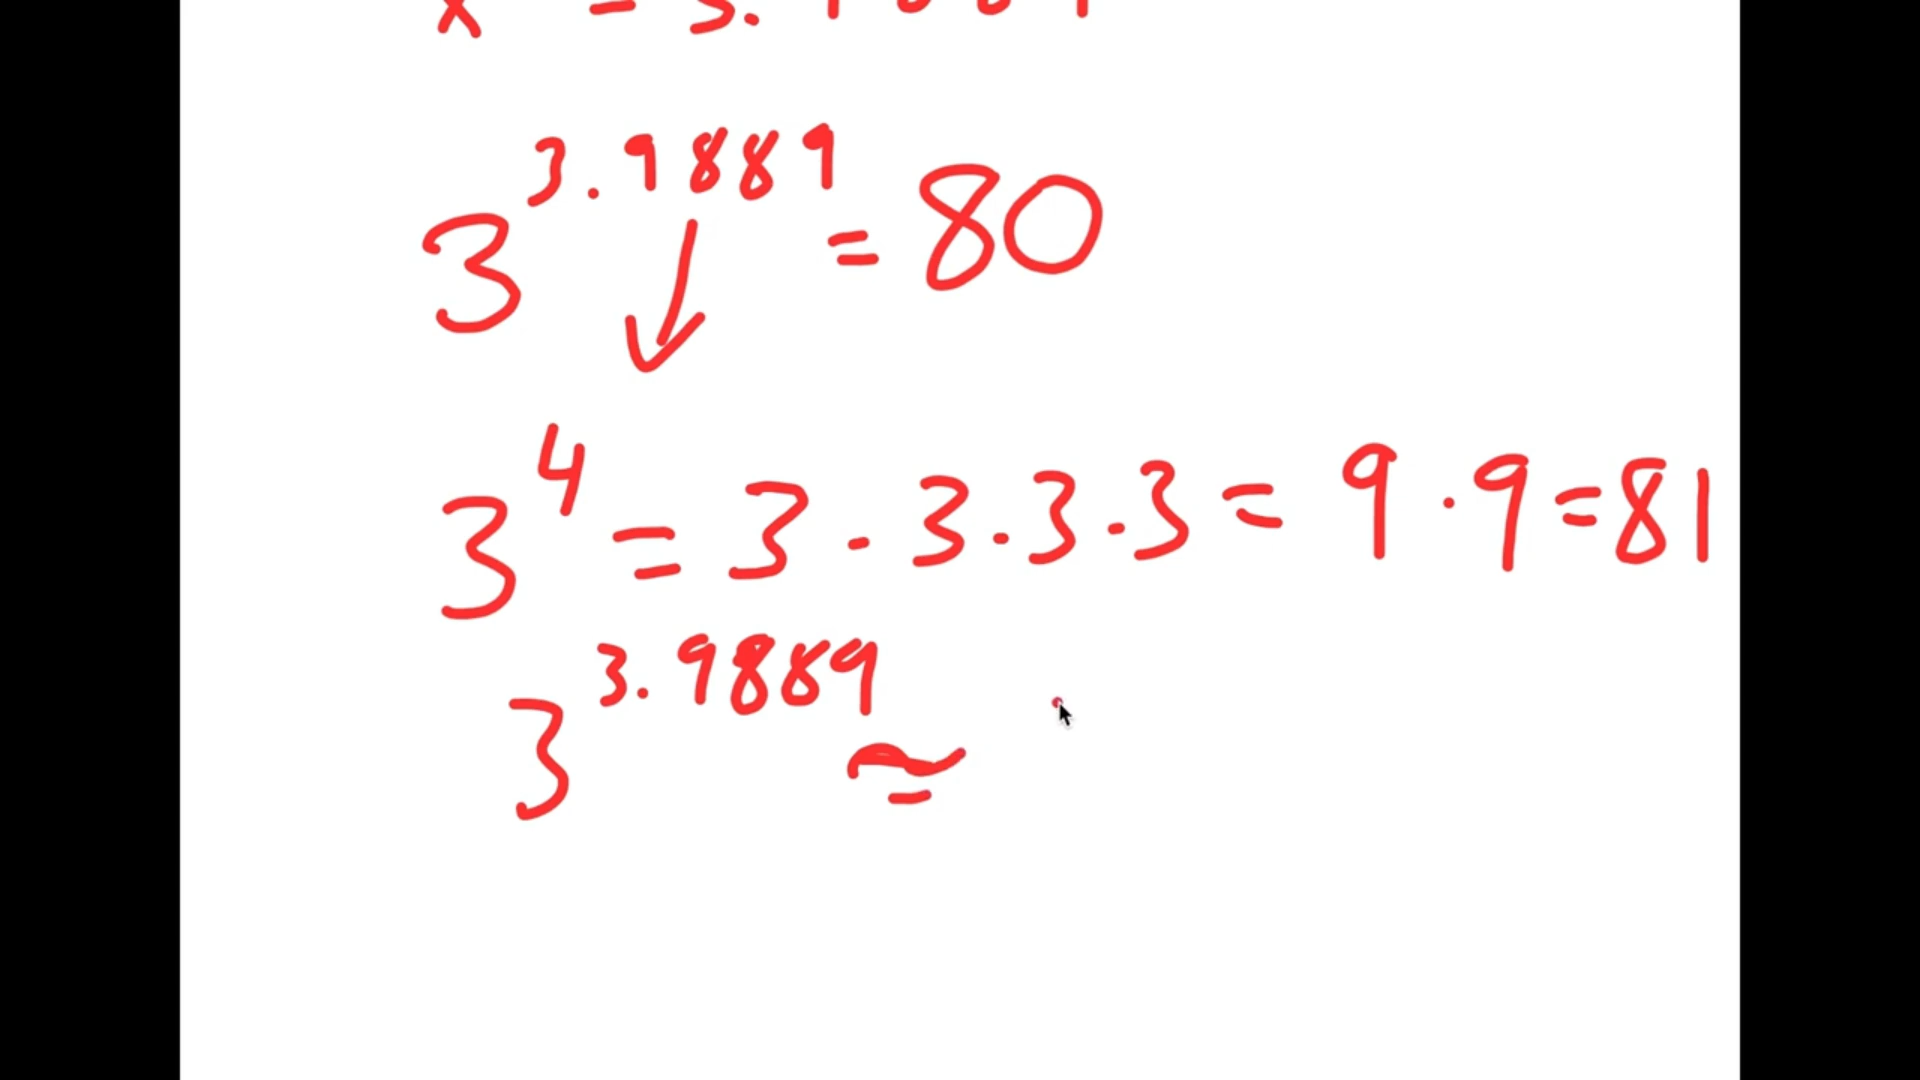 3^3.9889 = 80
3^4 = 3 · 3 · 3 · 3 = 9 · 9 = 81
3^3.9889 ≃